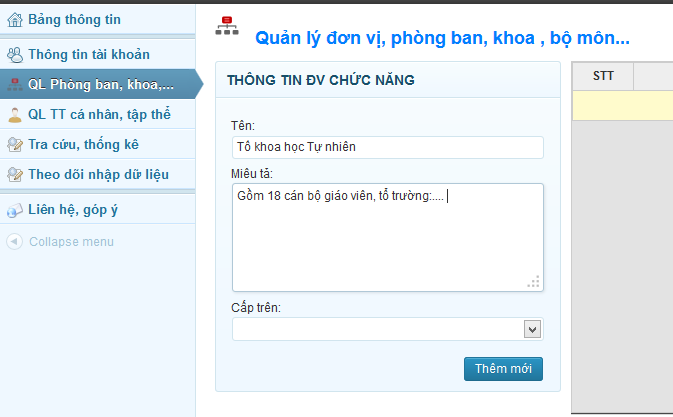 Bảng thông tin
Thông tin tài khoản
QL Phòng ban, khoa,...
QL TT cá nhân, tập thể
Tra cứu, thống kê
Theo dõi nhập dữ liệu
Liên hệ, góp ý
Collapse menu
Quản lý đơn vị, phòng ban, khoa , bộ môn...
THÔNG TIN ĐV CHỨC NĂNG
Tên:
Tổ khoa học Tự nhiên
Miêu tả:
Gồm 18 cán bộ giáo viên, tổ trường:....
Cấp trên:
Thêm mới
STT